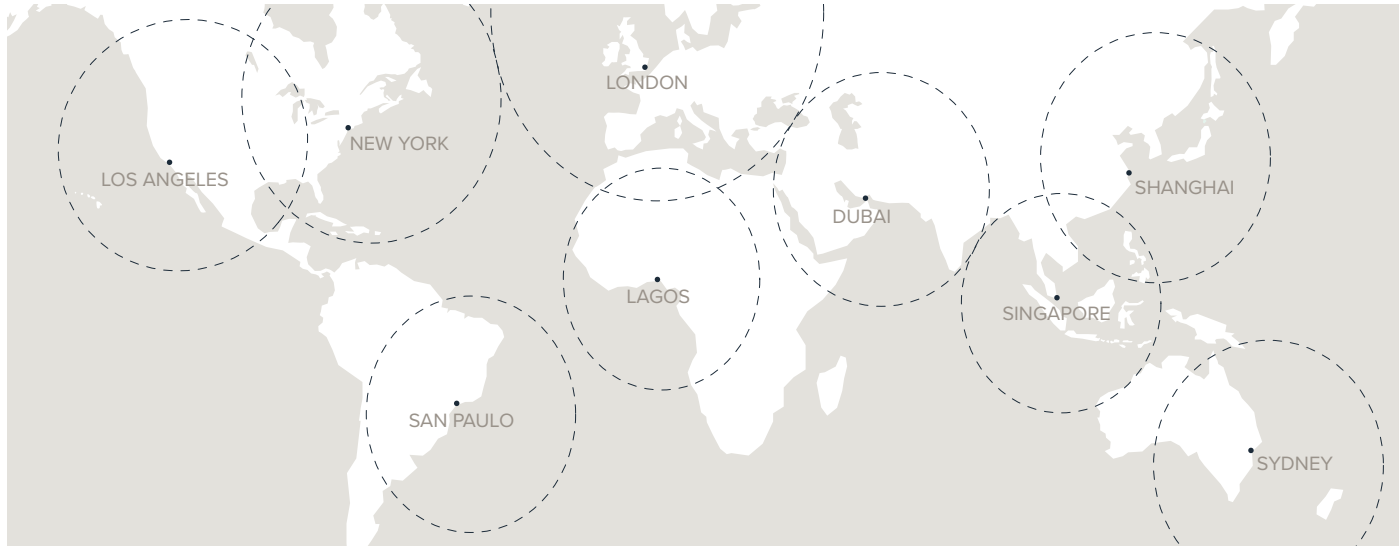 LONDON
NEW YORK
LOS ANGELES
SHANGHAI
DUBAI
LAGOS
SINGAPORE
SAN PAULO
SYDNEY